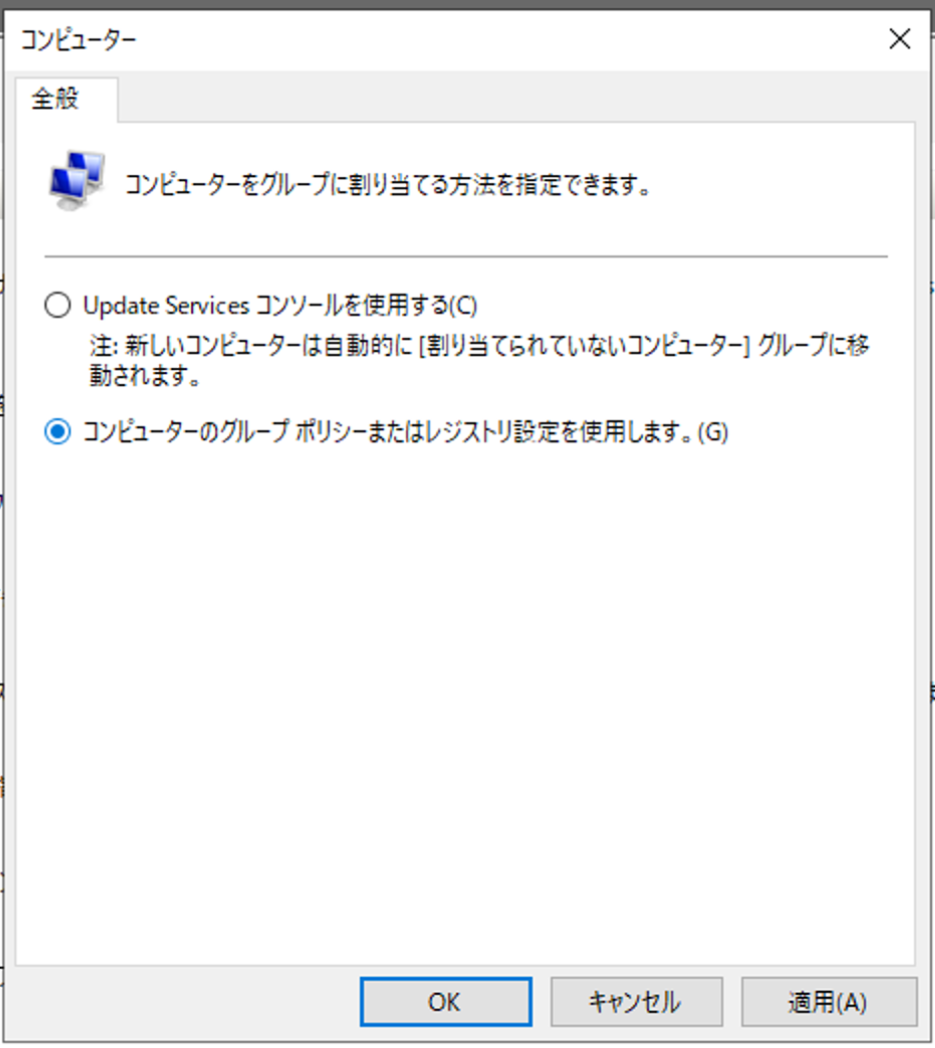 コンピューター
全般
コンピューターをグループに割り当てる方法を指定できます。
Update Services コンソールを使用する(C)
注: 新しいコンピューターは自動的に [割り当てられていないコンピューター] グループに移
動されます。
コンピューターのグループ ポリシーまたはレジストリ設定を使用します。(G)
OK
キャンセル
適用(A)